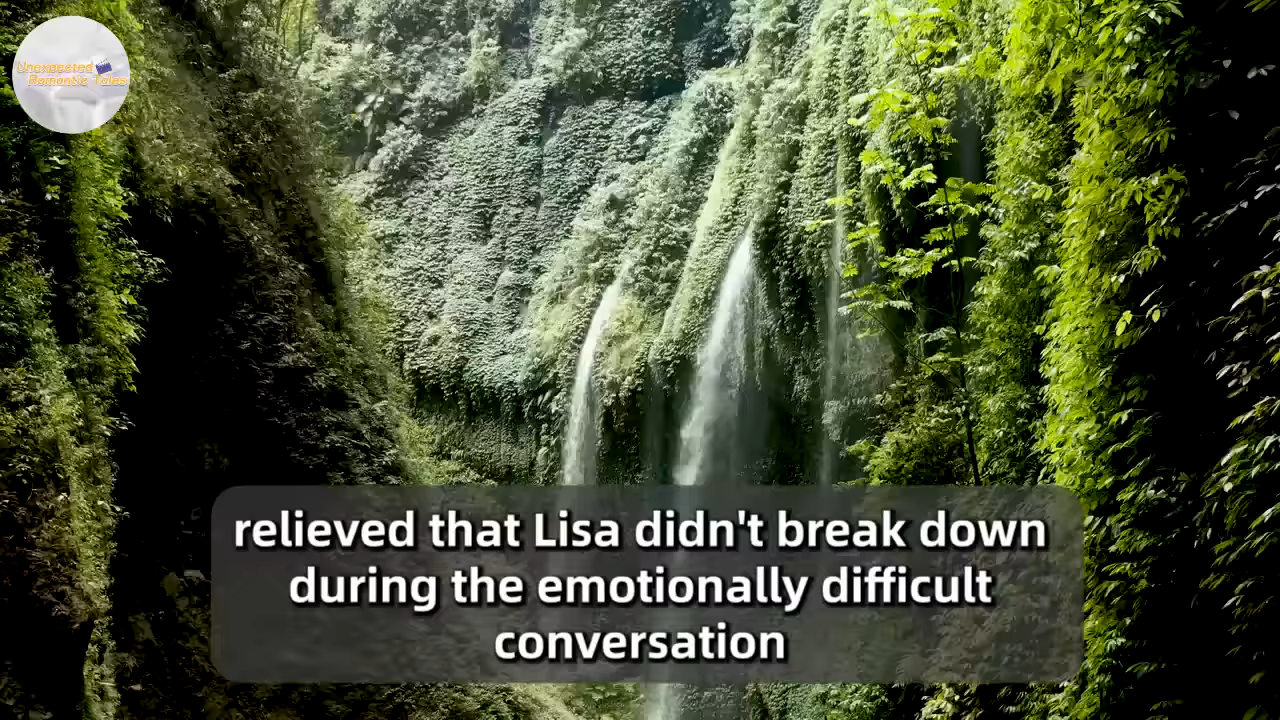 Unexpected
Romantic Tales
relieved that Lisa didn't break down
during the emotionally difficult
conversation